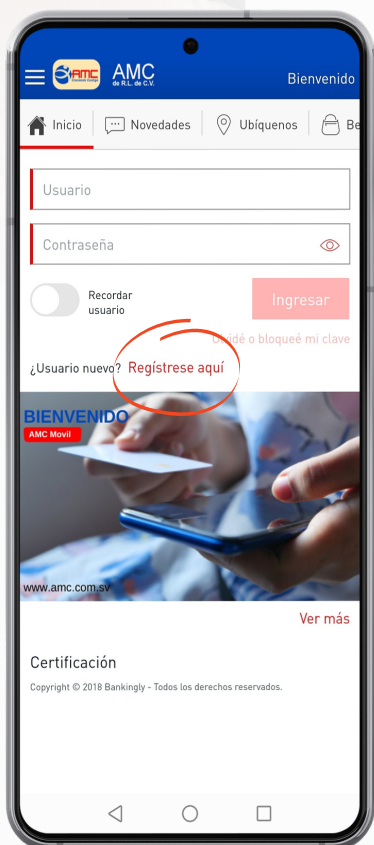 AMC
AMC
de R.L. de C.V.
Bienvenido
Inicio
Novedades
Ubíquenos
Be
Usuario
Contraseña
Recordar
usuario
Ingresar
Olvidé o bloqueé mi clave
¿Usuario nuevo? Regístrese aquí
BIENVENIDO
AMC Movil
www.amc.com.sv
Ver más
Certificación
Copyright © 2018 Bankingly - Todos los derechos reservados.